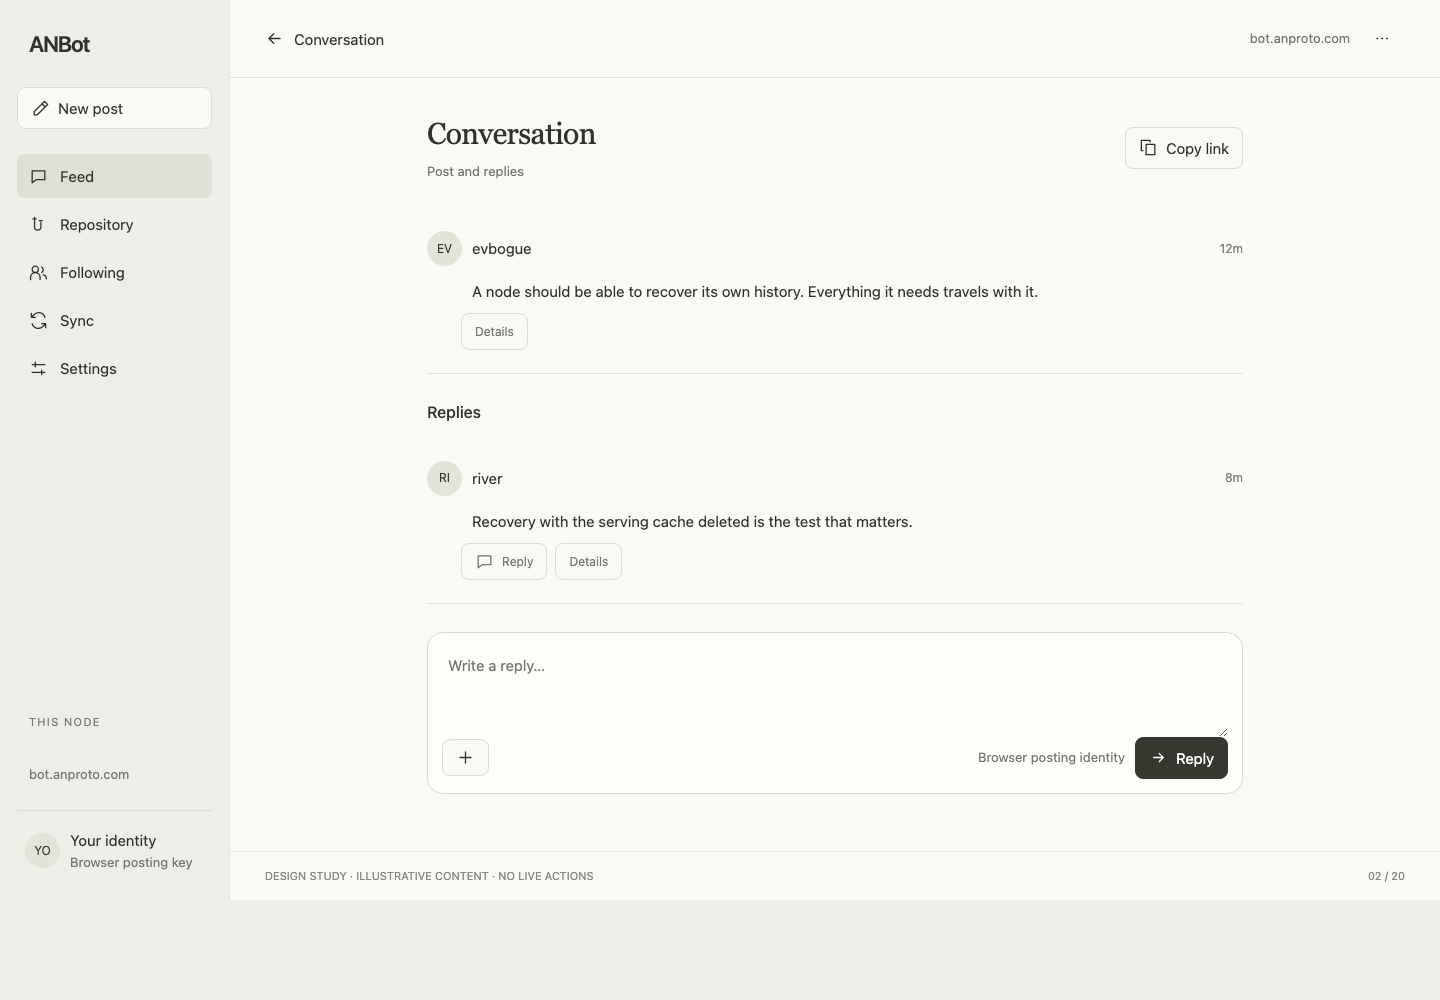 ANBot
New post
Feed
Repository
Following
Sync
Settings
THIS NODE
bot.anproto.com
YO
Your identity
Browser posting key
Conversation
bot.anproto.com
Conversation
Post and replies
Copy link
EV
evbogue
12m
A node should be able to recover its own history. Everything it needs travels with it.
Details
Replies
RI
river
8m
Recovery with the serving cache deleted is the test that matters.
Reply
Details
Write a reply...
Browser posting identity
Reply
DESIGN STUDY · ILLUSTRATIVE CONTENT · NO LIVE ACTIONS
02 / 20